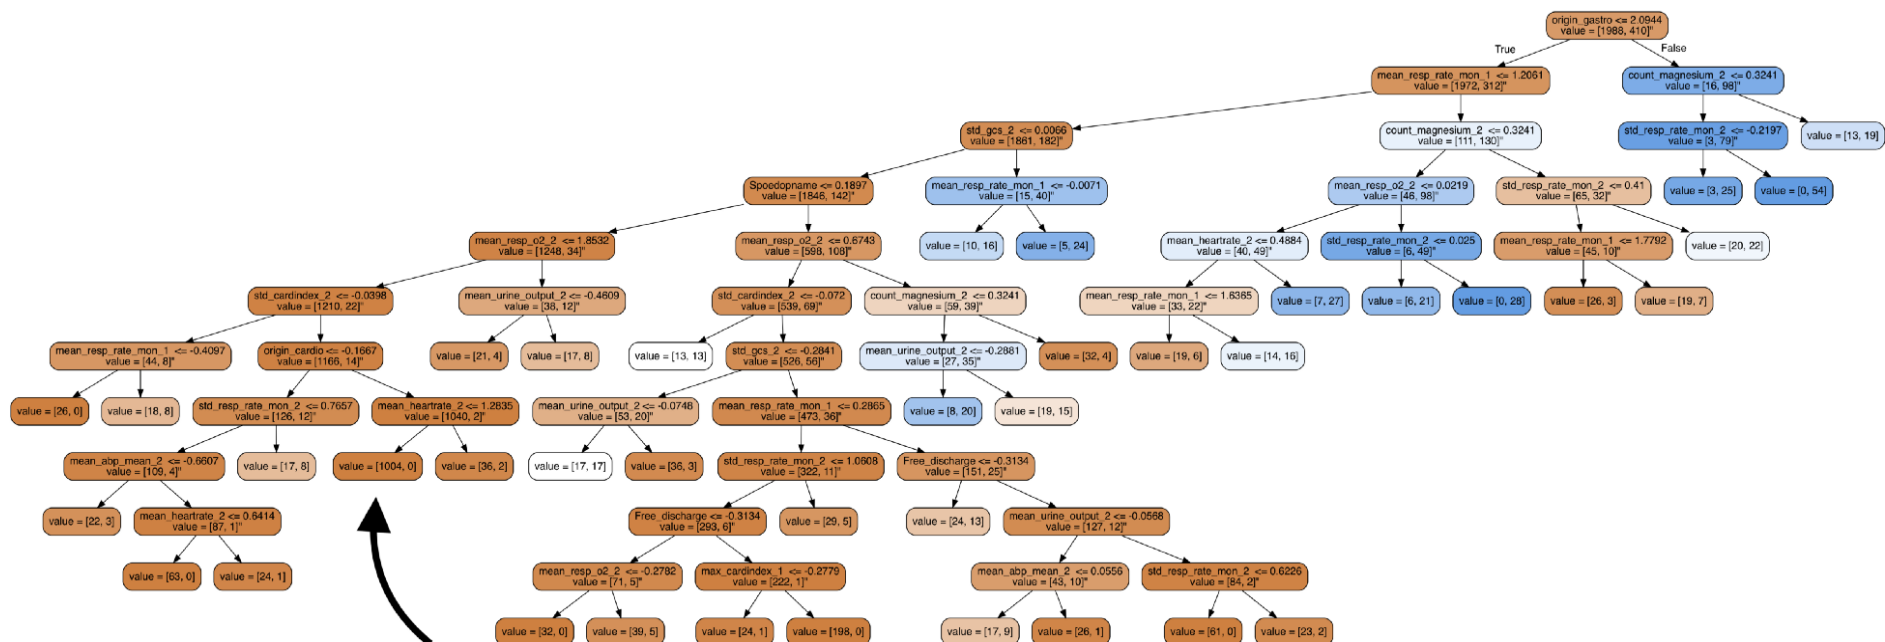 origin_gastro <= 2.0944
value = [1988, 410]"
True
False
mean_resp_rate_mon_1 <= 1.2061
value = [1972, 312]"
count_magnesium_2 <= 0.3241
value = [16, 98]"
std_gcs_2 <= 0.0066
value = [1861, 182]"
count_magnesium_2 <= 0.3241
value = [111, 130]"
std_resp_rate_mon_2 <= -0.2197
value = [3, 79]"
value = [13, 19]
Spoedopname <= 0.1897
value = [1846, 142]"
mean_resp_rate_mon_1 <= -0.0071
value = [15, 40]"
mean_resp_o2_2 <= 0.0219
value = [46, 98]"
std_resp_rate_mon_2 <= 0.41
value = [65, 32]"
value = [3, 25]
value = [0, 54]
mean_resp_o2_2 <= 1.8532
value = [1248, 34]"
mean_resp_o2_2 <= 0.6743
value = [598, 108]"
value = [10, 16]
value = [5, 24]
mean_heartrate_2 <= 0.4884
value = [40, 49]"
std_resp_rate_mon_2 <= 0.025
value = [6, 49]"
mean_resp_rate_mon_1 <= 1.7792
value = [45, 10]"
value = [20, 22]
std_cardindex_2 <= -0.0398
value = [1210, 22]"
mean_urine_output_2 <= -0.4609
value = [38, 12]"
std_cardindex_2 <= -0.072
value = [539, 69]"
count_magnesium_2 <= 0.3241
value = [59, 39]"
mean_resp_rate_mon_1 <= 1.6365
value = [33, 22]"
value = [7, 27]
value = [6, 21]
value = [0, 28]
value = [26, 3]
value = [19, 7]
mean_resp_rate_mon_1 <= -0.4097
value = [44, 8]"
origin_cardio <= -0.1667
value = [1166, 14]"
value = [21, 4]
value = [17, 8]
value = [13, 13]
std_gcs_2 <= -0.2841
value = [526, 56]"
mean_urine_output_2 <= -0.2881
value = [27, 35]"
value = [32, 4]
value = [19, 6]
value = [14, 16]
value = [26, 0]
value = [18, 8]
std_resp_rate_mon_2 <= 0.7657
value = [126, 12]"
mean_heartrate_2 <= 1.2835
value = [1040, 2]"
mean_urine_output_2 <= -0.0748
value = [53, 20]"
mean_resp_rate_mon_1 <= 0.2865
value = [473, 36]"
value = [8, 20]
value = [19, 15]
mean_abp_mean_2 <= -0.6607
value = [109, 4]"
value = [17, 8]
value = [1004, 0]
value = [36, 2]
value = [17, 17]
value = [36, 3]
std_resp_rate_mon_2 <= 1.0608
value = [322, 11]"
Free_discharge <= -0.3134
value = [151, 25]"
value = [22, 3]
mean_heartrate_2 <= 0.6414
value = [87, 1]"
Free_discharge <= -0.3134
value = [293, 6]"
value = [29, 5]
value = [24, 13]
mean_urine_output_2 <= -0.0568
value = [127, 12]"
value = [63, 0]
value = [24, 1]
mean_resp_o2_2 <= -0.2782
value = [71, 5]"
max_cardindex_1 <= -0.2779
value = [222, 1]"
mean_abp_mean_2 <= 0.0556
value = [43, 10]"
std_resp_rate_mon_2 <= 0.6226
value = [84, 2]"
value = [32, 0]
value = [39, 5]
value = [24, 1]
value = [198, 0]
value = [17, 9]
value = [26, 1]
value = [61, 0]
value = [23, 2]